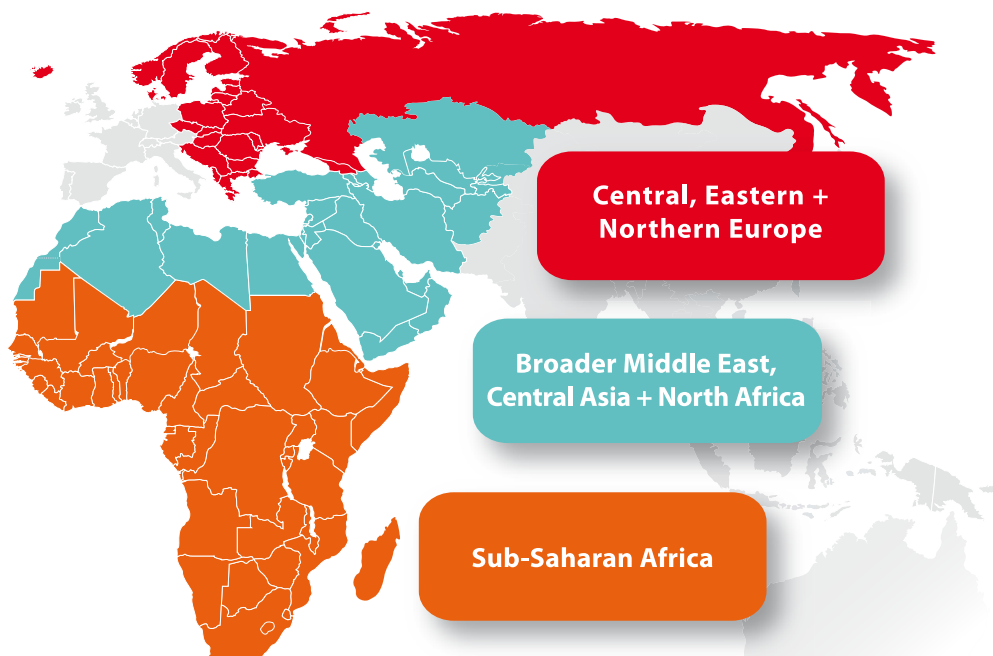 Central, Eastern +
Northern Europe
Broader Middle East,
Central Asia + North Africa
Sub-Saharan Africa